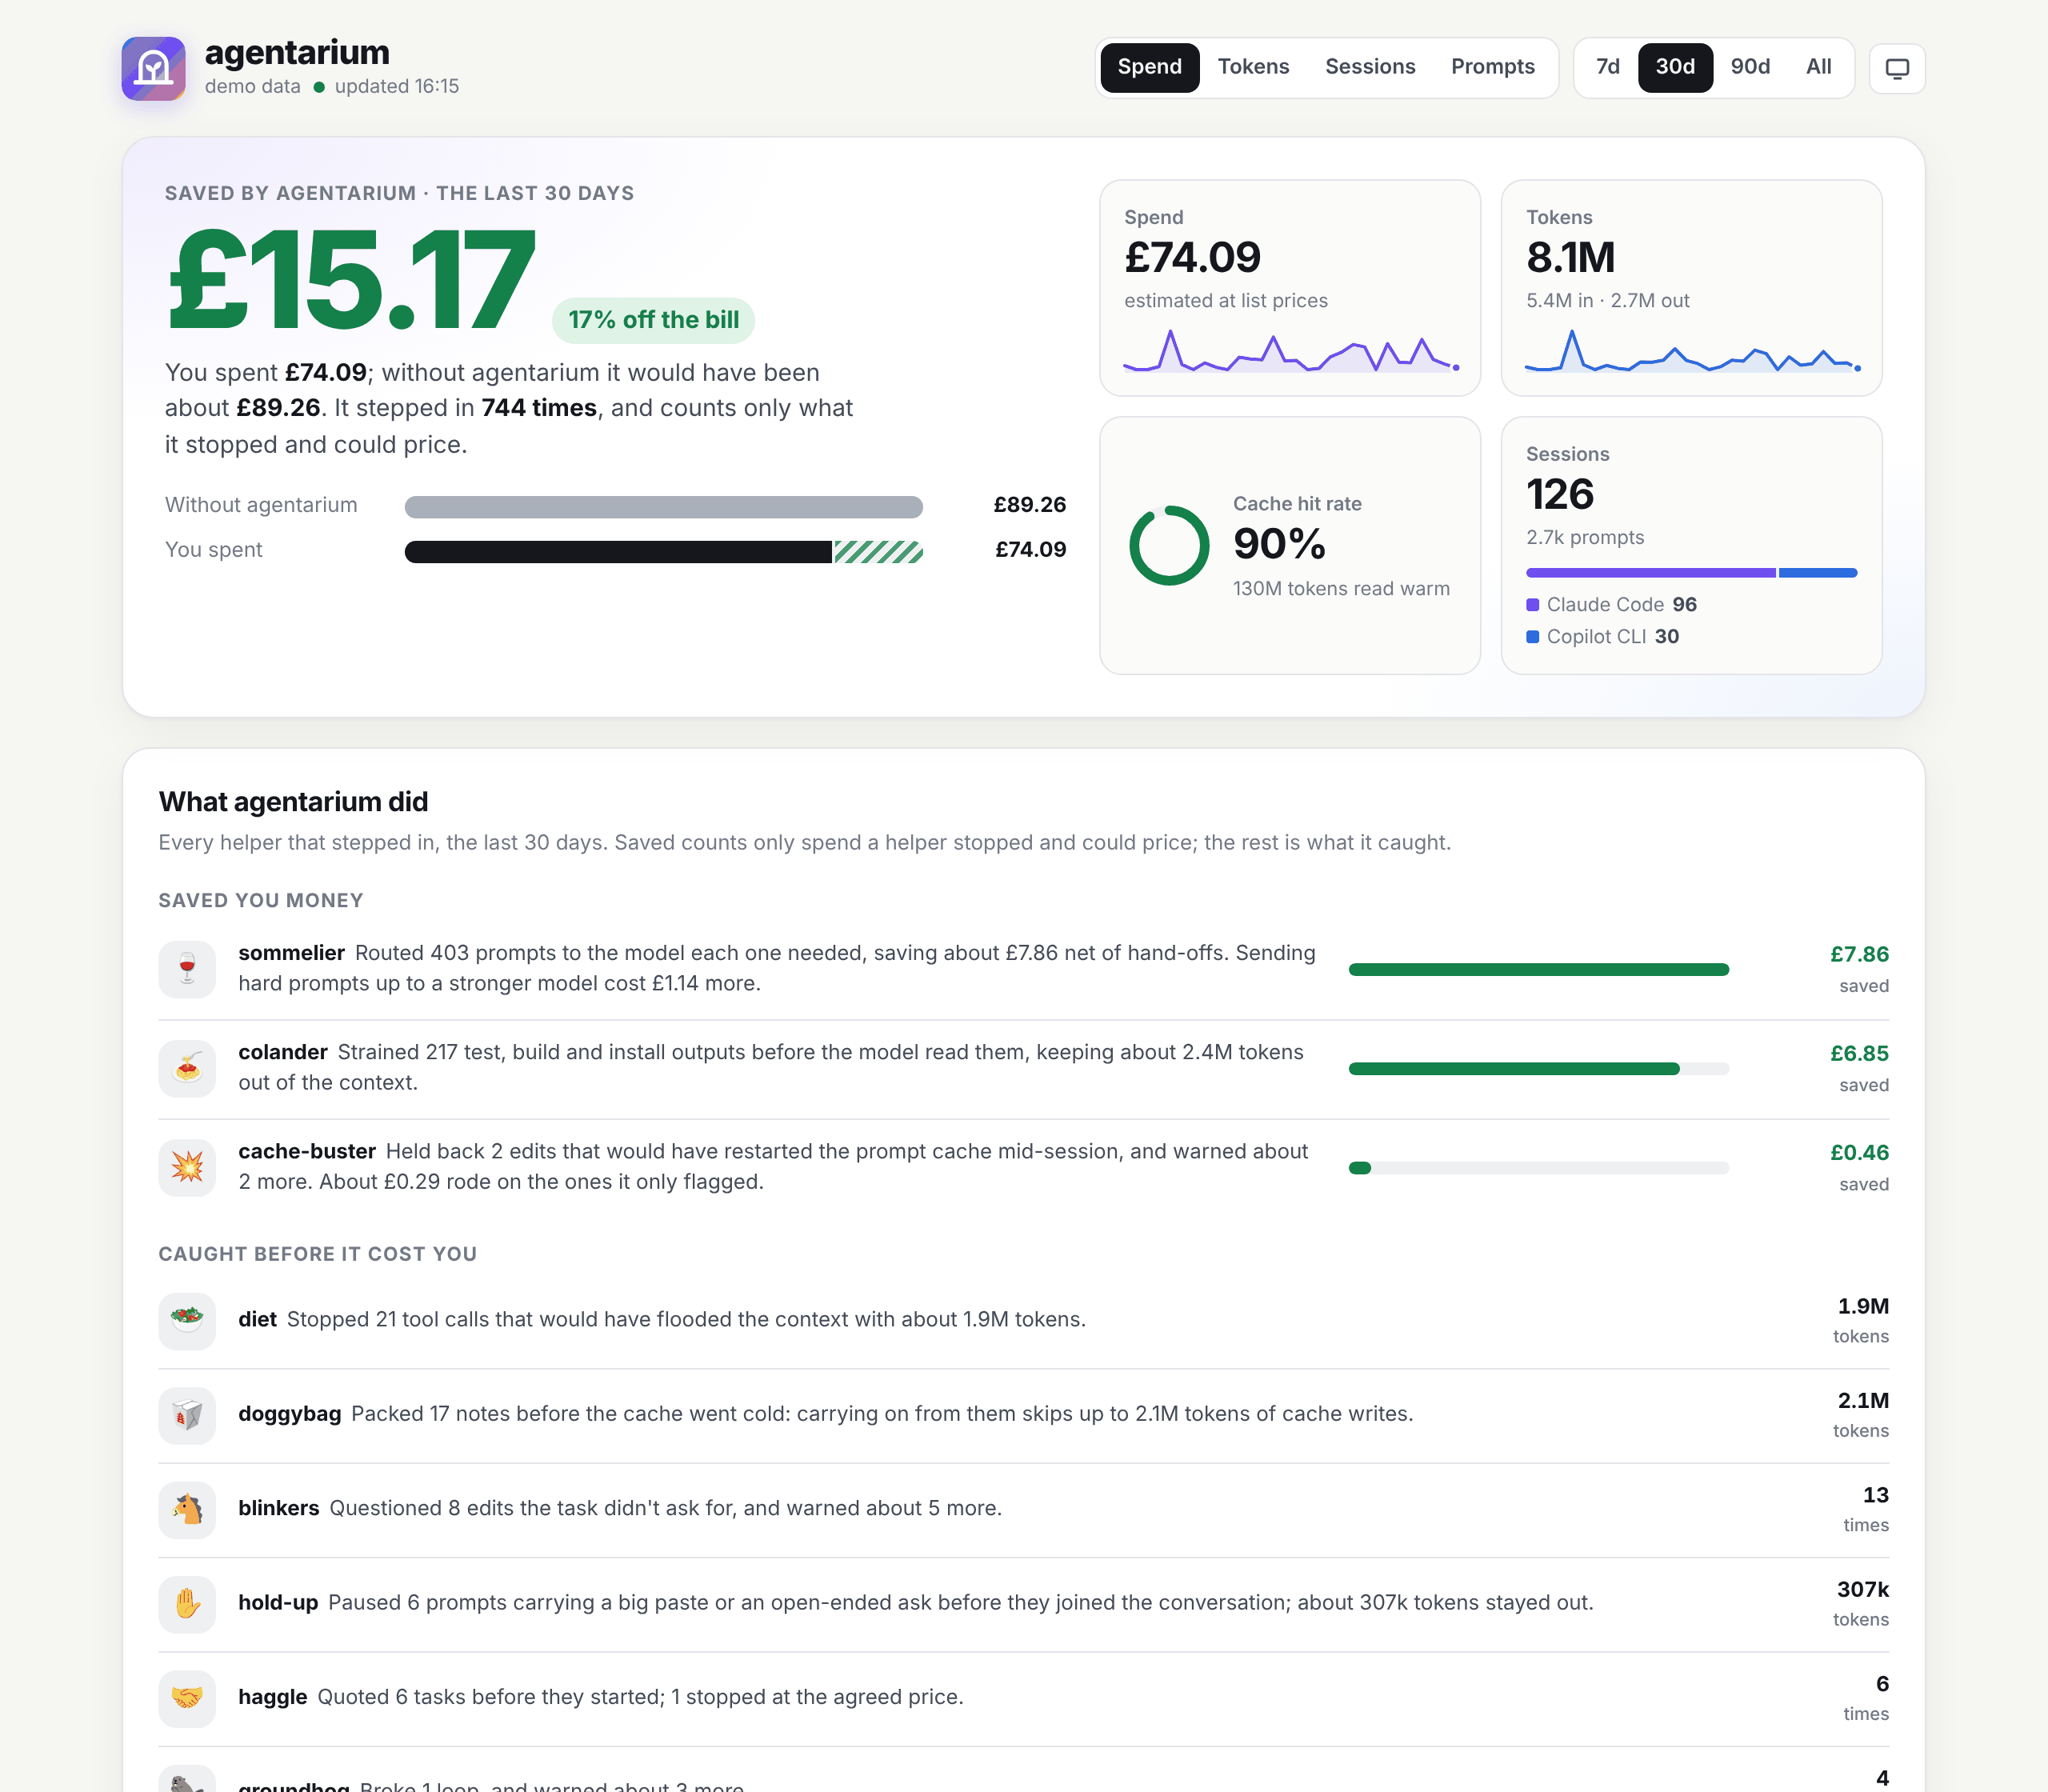 agentarium
demo data ● updated 16:15
Spend Tokens Sessions Prompts
7d 30d 90d All
SAVED BY AGENTARIUM · THE LAST 30 DAYS
£15.17
17% off the bill
You spent £74.09; without agentarium it would have been
about £89.26. It stepped in 744 times, and counts only what
it stopped and could price.
Without agentarium £89.26
You spent £74.09
Spend
£74.09
estimated at list prices
Tokens
8.1M
5.4M in · 2.7M out
Cache hit rate
90%
130M tokens read warm
Sessions
126
2.7k prompts
Claude Code 96
Copilot CLI 30
What agentarium did
Every helper that stepped in, the last 30 days. Saved counts only spend a helper stopped and could price; the rest is what it caught.
SAVED YOU MONEY
sommelier Routed 403 prompts to the model each one needed, saving about £7.86 net of hand-offs. Sending
hard prompts up to a stronger model cost £1.14 more.
£7.86
saved
colander Strained 217 test, build and install outputs before the model read them, keeping about 2.4M tokens
out of the context.
£6.85
saved
cache-buster Held back 2 edits that would have restarted the prompt cache mid-session, and warned about
2 more. About £0.29 rode on the ones it only flagged.
£0.46
saved
CAUGHT BEFORE IT COST YOU
diet Stopped 21 tool calls that would have flooded the context with about 1.9M tokens.
1.9M
tokens
doggybag Packed 17 notes before the cache went cold: carrying on from them skips up to 2.1M tokens of cache writes.
2.1M
tokens
blinkers Questioned 8 edits the task didn't ask for, and warned about 5 more.
13
times
hold-up Paused 6 prompts carrying a big paste or an open-ended ask before they joined the conversation; about 307k tokens stayed out.
307k
tokens
haggle Quoted 6 tasks before they started; 1 stopped at the agreed price.
6
times
groundhog Broke 1 loop, and warned about 3 more.
4